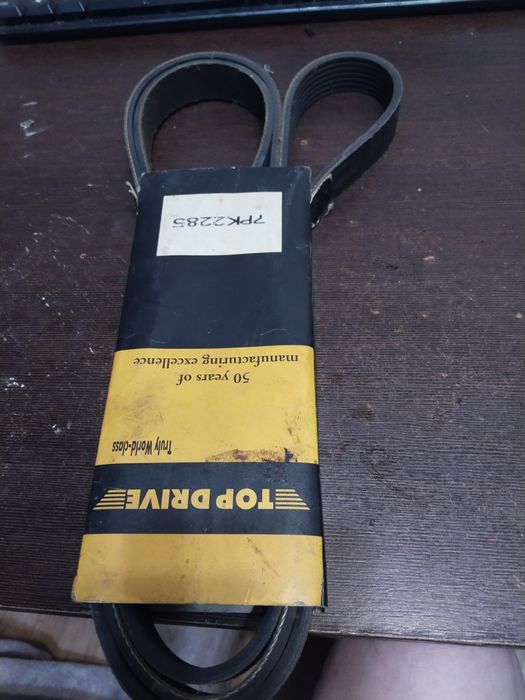 TOP DRIVE
Truly World-class
50 years of
manufacturing excellence
7PK2285